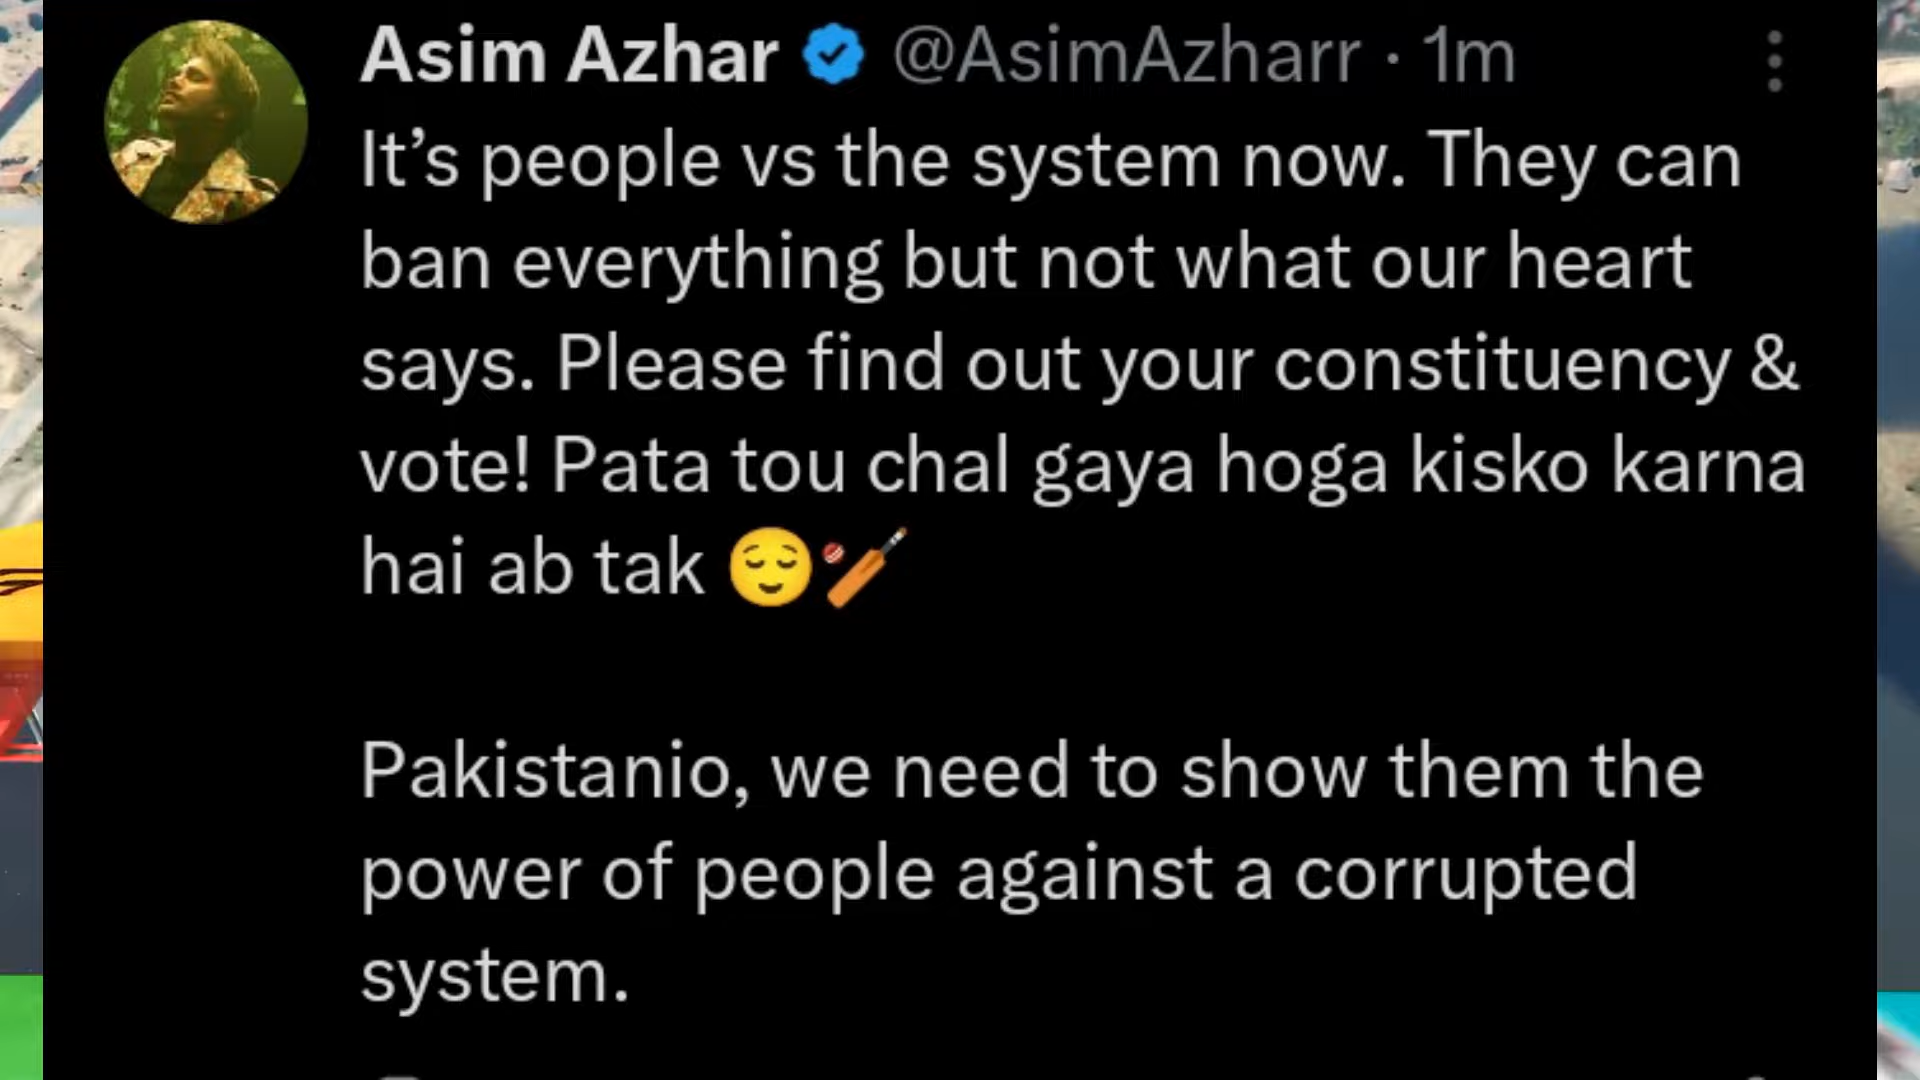 Asim Azhar @AsimAzharr · 1m
It’s people vs the system now. They can
ban everything but not what our heart
says. Please find out your constituency &
vote! Pata tou chal gaya hoga kisko karna
hai ab tak 😌🏏
Pakistanio, we need to show them the
power of people against a corrupted
system.